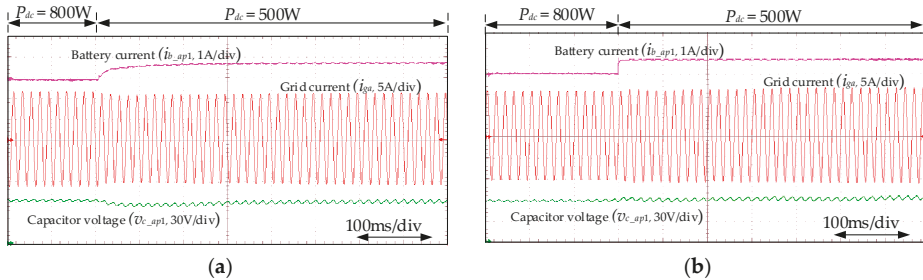 P_dc = 800W P_dc = 500W
Battery current (i_b_ap1, 1A/div)
Grid current (i_ga, 5A/div)
Capacitor voltage (v_c_ap1, 30V/div)
100ms/div
(a)
P_dc = 800W P_dc = 500W
Battery current (i_b_ap1, 1A/div)
Grid current (i_ga, 5A/div)
Capacitor voltage (v_c_ap1, 30V/div)
100ms/div
(b)